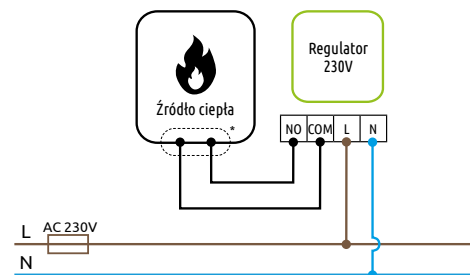 Źródło ciepła
*
Regulator
230V
NO COM L N
L AC 230V
N